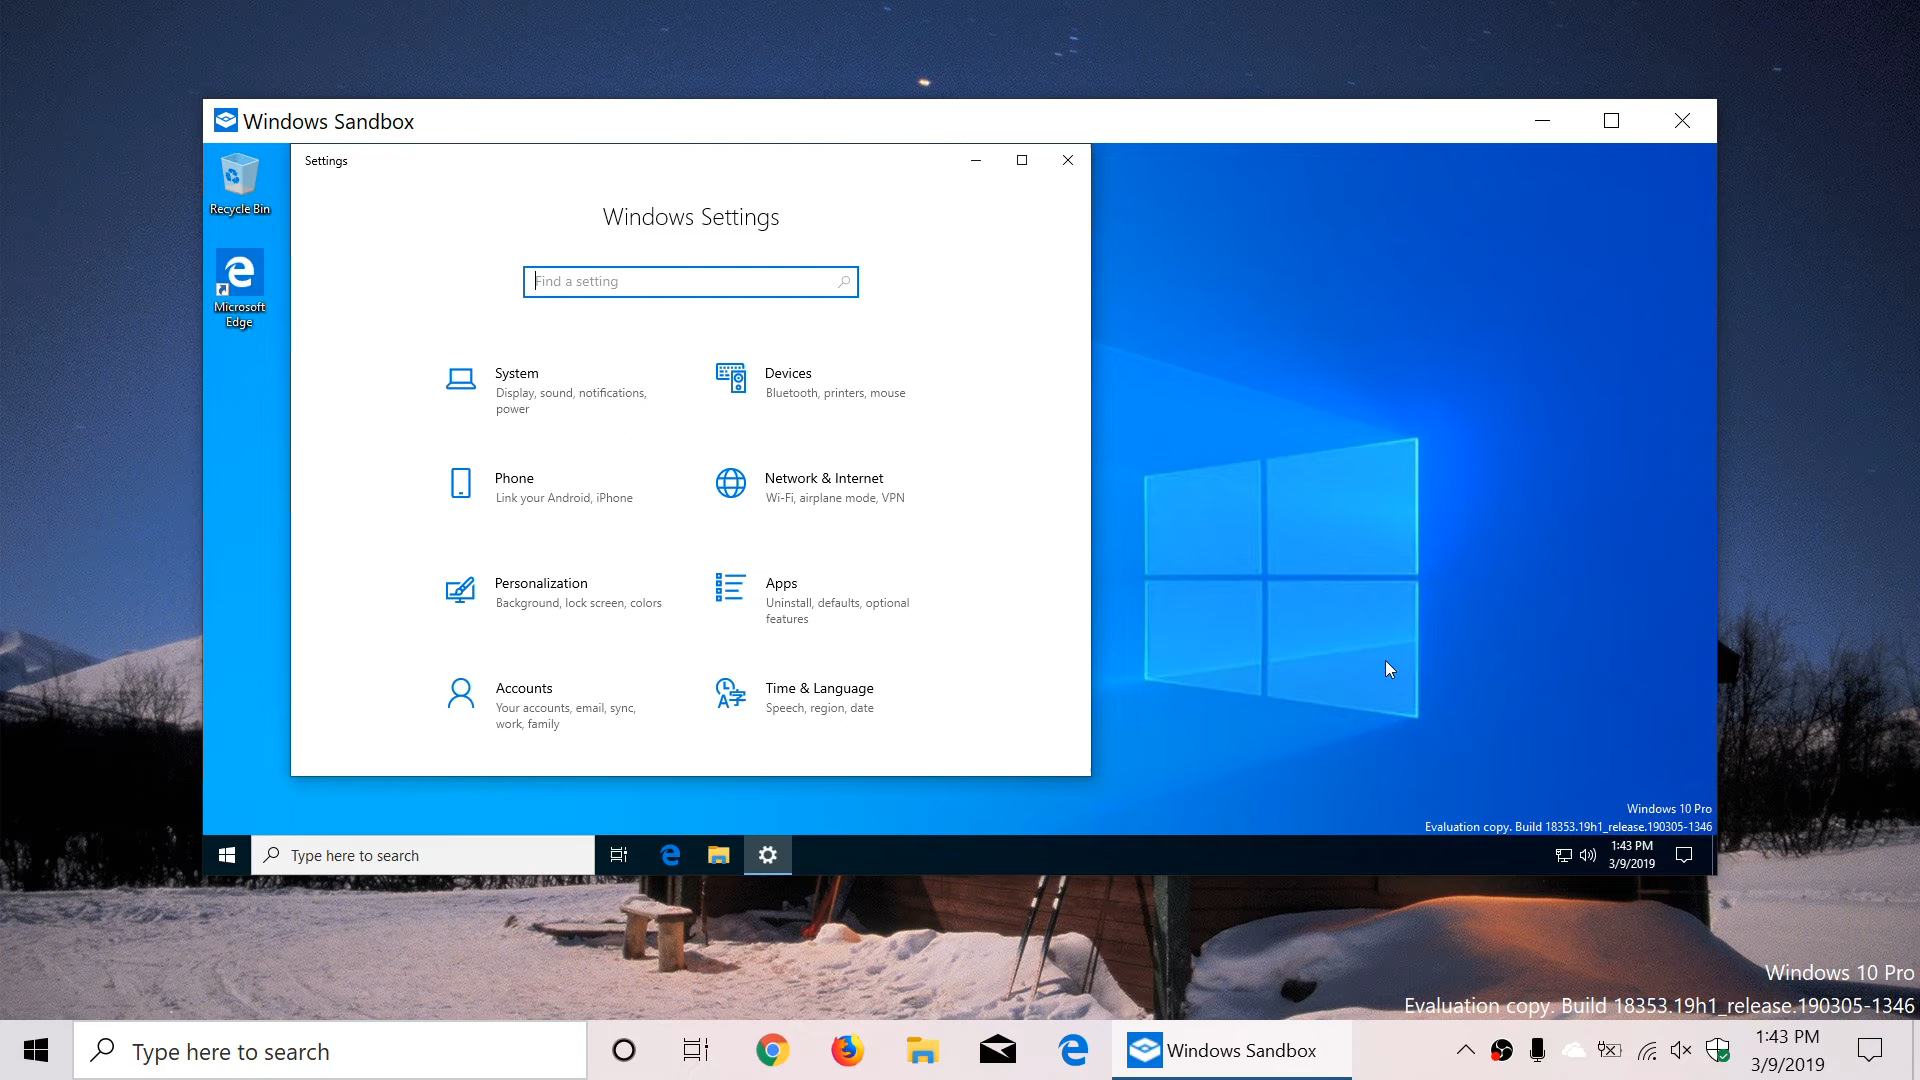 Windows Sandbox
Recycle Bin
Microsoft
Edge
Settings
Windows Settings
Find a setting
System
Display, sound, notifications,
power
Devices
Bluetooth, printers, mouse
Phone
Link your Android, iPhone
Network & Internet
Wi-Fi, airplane mode, VPN
Personalization
Background, lock screen, colors
Apps
Uninstall, defaults, optional
features
Accounts
Your accounts, email, sync,
work, family
Time & Language
Speech, region, date
Windows 10 Pro
Evaluation copy. Build 18353.19h1_release.190305-1346
Type here to search
1:43 PM
3/9/2019
Windows 10 Pro
Evaluation copy. Build 18353.19h1_release.190305-1346
Type here to search
Windows Sandbox
1:43 PM
3/9/2019